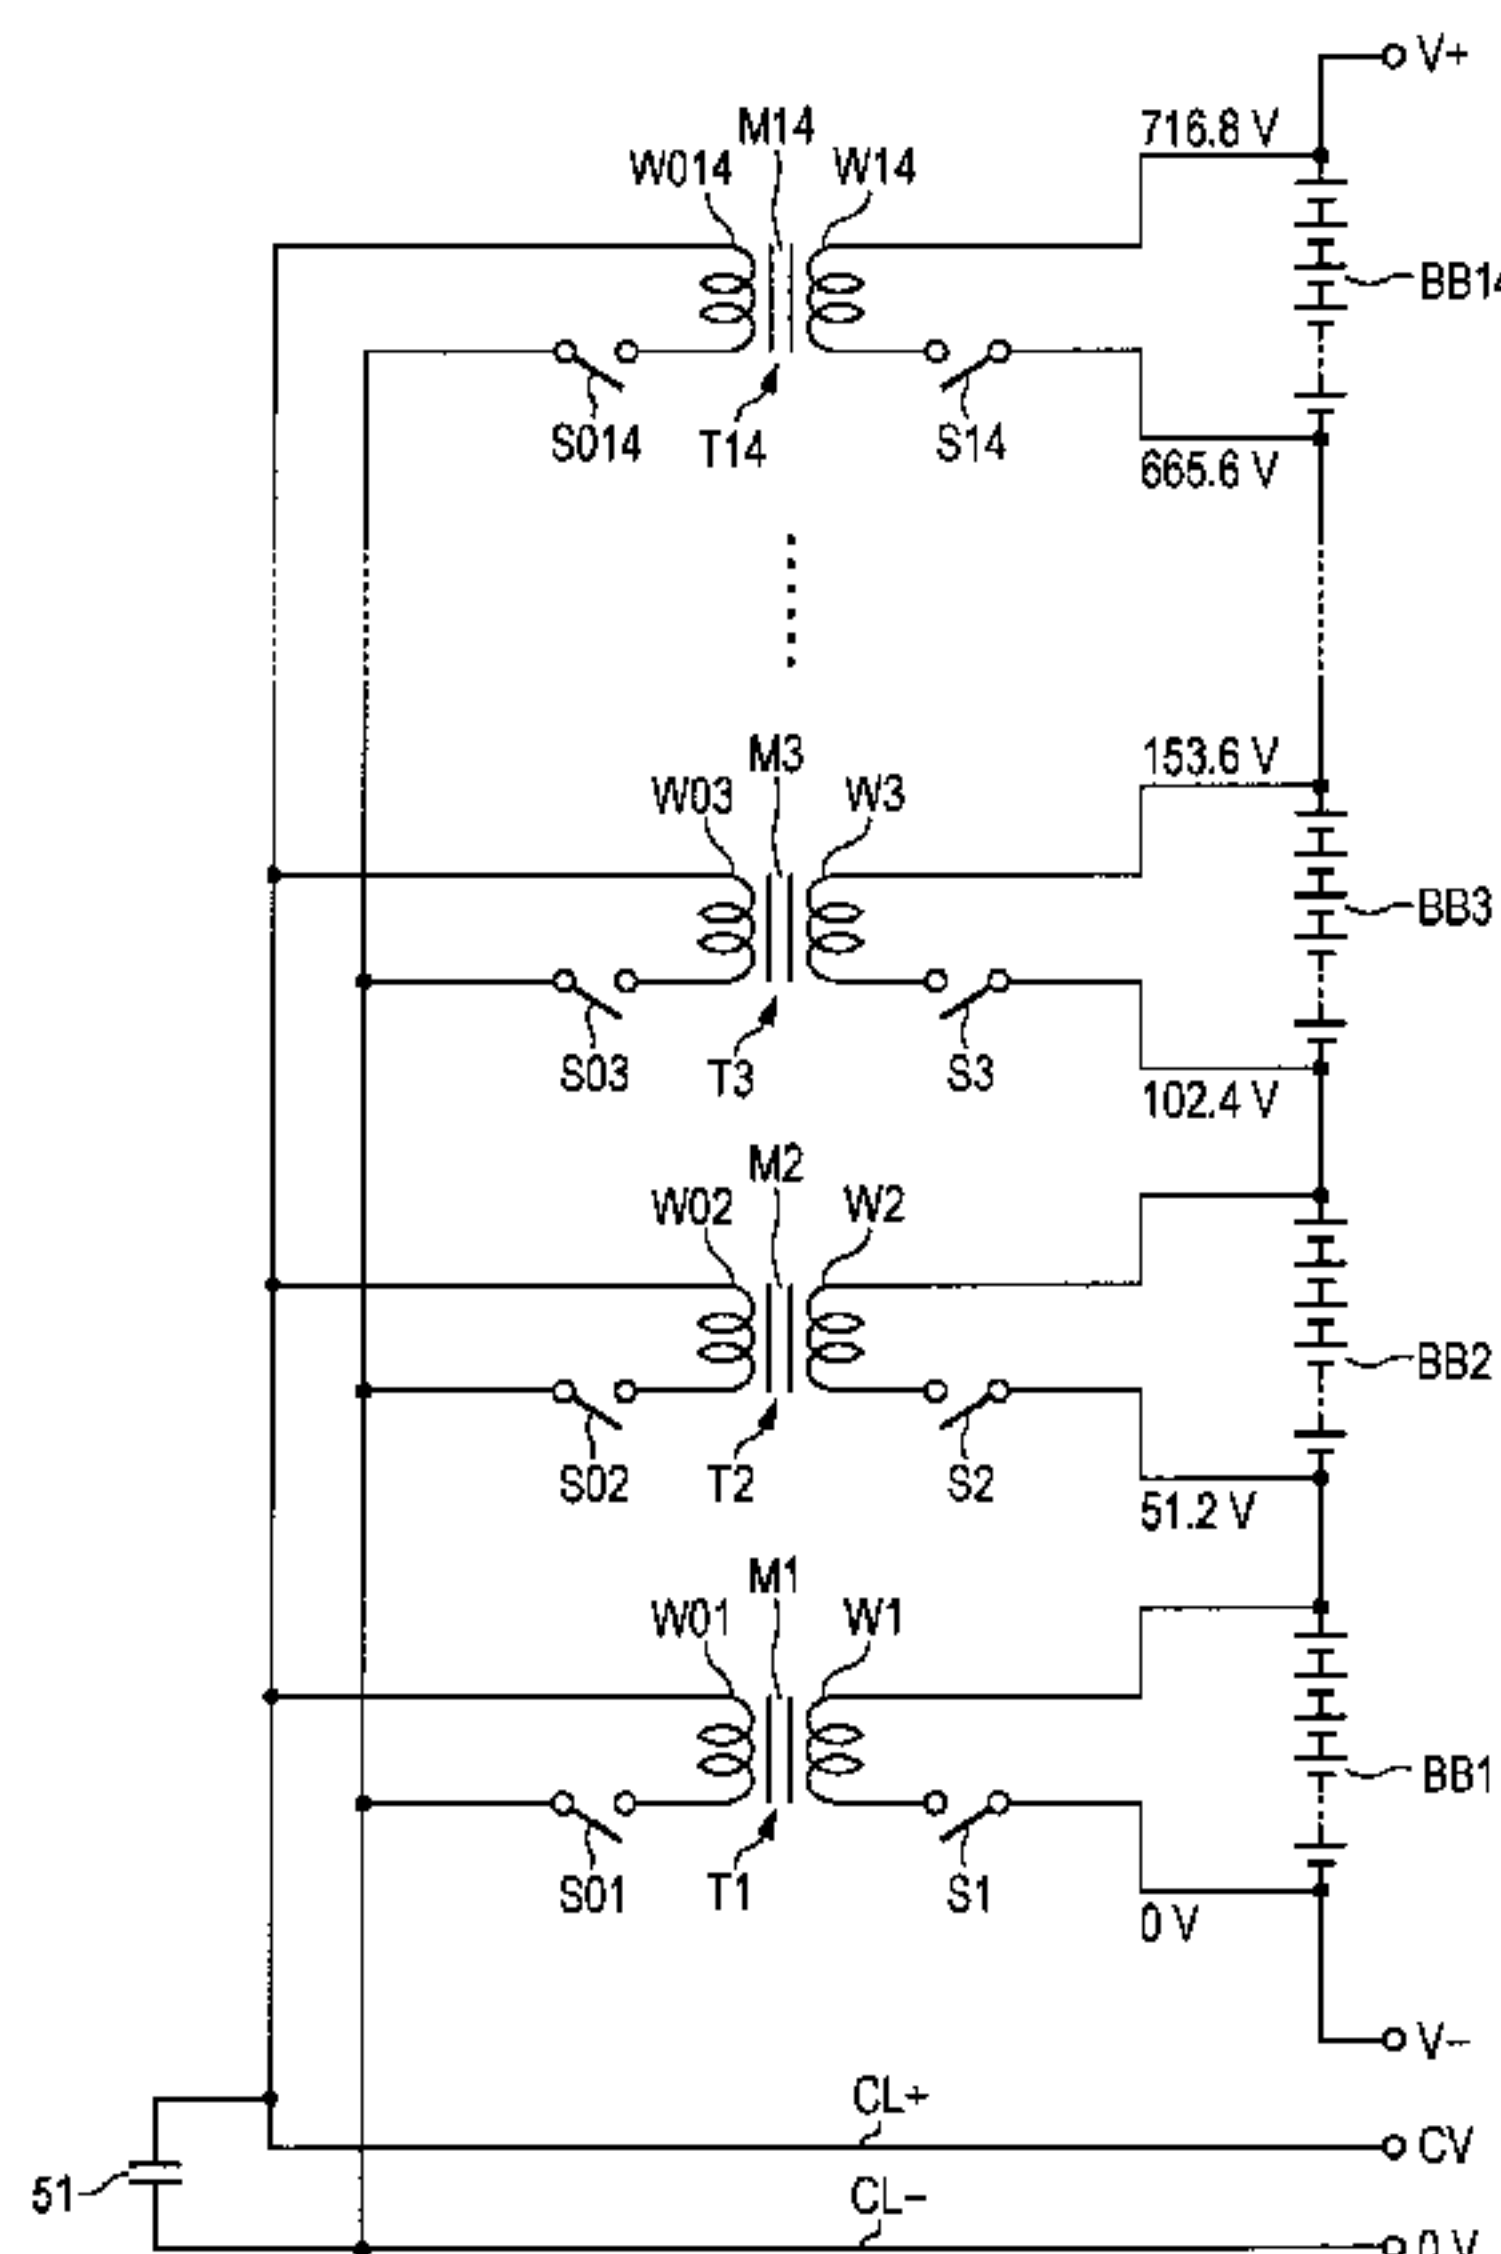 V+
716.8 V
M14
W014
W14
BB14
S014
T14
S14
665.6 V
M3
153.6 V
W03
W3
BB3
S03
T3
S3
102.4 V
M2
W02
W2
BB2
S02
T2
S2
51.2 V
M1
W01
W1
BB1
S01
T1
S1
0 V
V−
CL+
CV
51
CL−
0 V